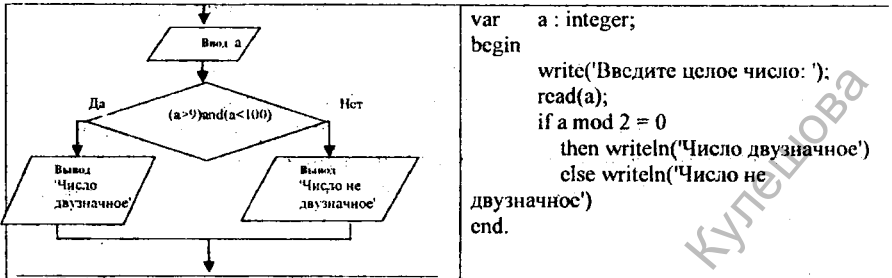 Ввод a
Да
(a>9)and(a<100)
Нет
Вывод
'Число
двузначное'
Вывод
'Число не
двузначное'
var a : integer;
begin
write('Введите целое число: ');
read(a);
if a mod 2 = 0
then writeln('Число двузначное')
else writeln('Число не
двузначное')
end.
Кулешова